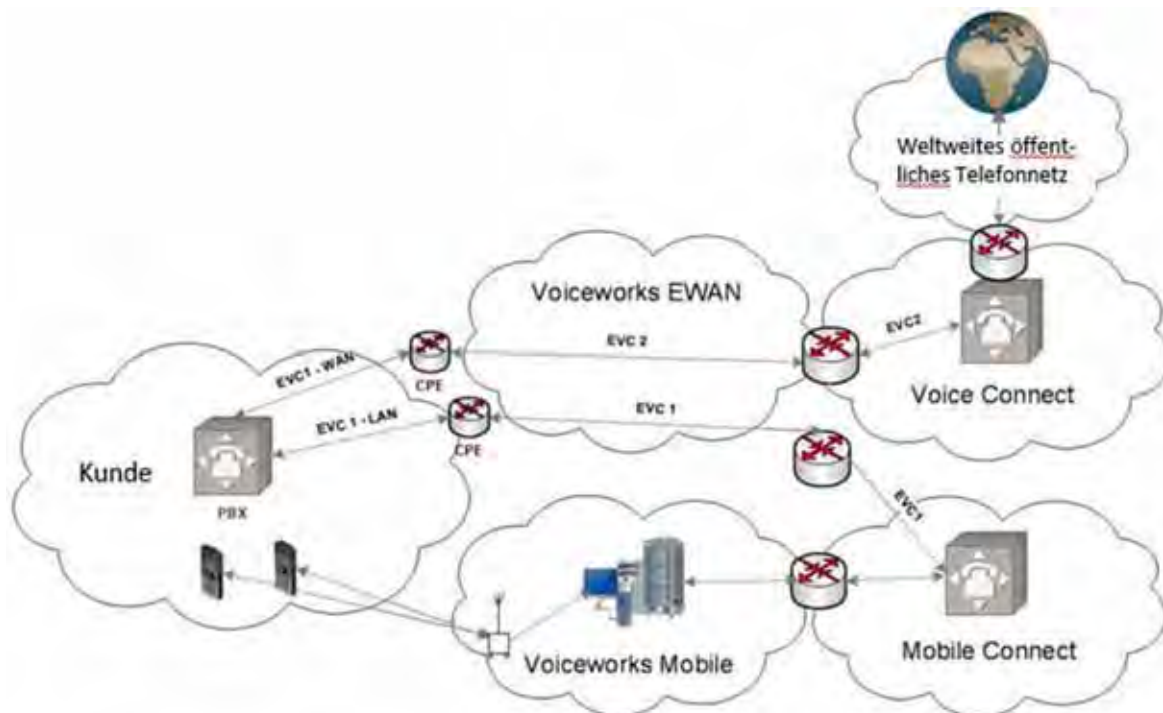 Weltweites öffent-
liches Telefonnetz
Voiceworks EWAN
EVC 2
EVC2
EVC1 - WAN
CPE
Voice Connect
EVC 1
EVC 1 - LAN
CPE
Kunde
PBX
EVC1
Voiceworks Mobile
Mobile Connect